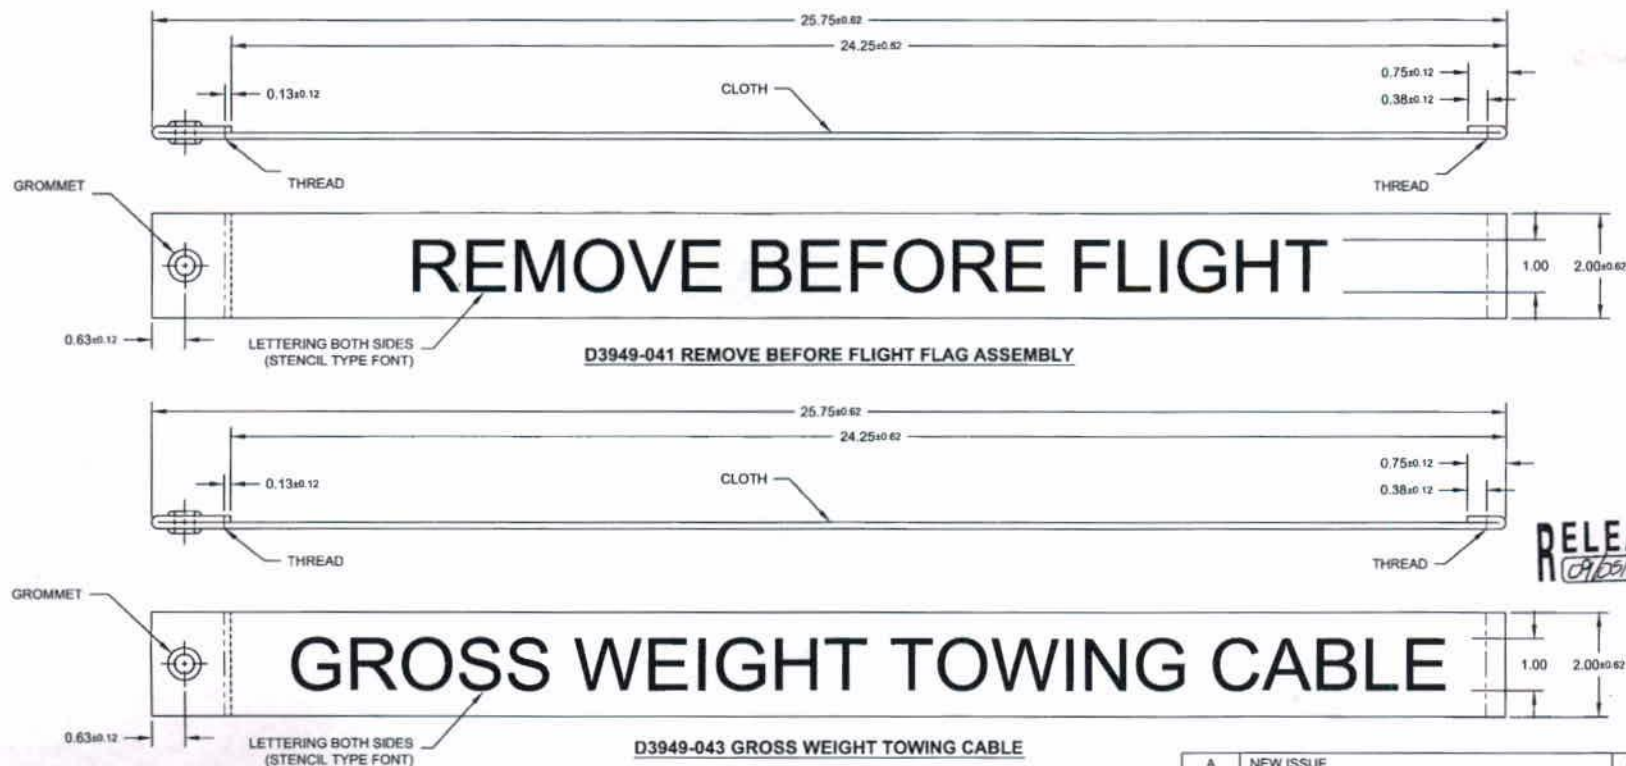 25.75±0.62
24.25±0.62
0.75±0.12
0.13±0.12
CLOTH
0.38±0.12
THREAD
THREAD
GROMMET
REMOVE BEFORE FLIGHT
1.00
2.00±0.62
0.63±0.12
LETTERING BOTH SIDES
(STENCIL TYPE FONT)
D3949-041 REMOVE BEFORE FLIGHT FLAG ASSEMBLY
25.75±0.62
24.25±0.62
0.75±0.12
0.13±0.12
CLOTH
0.38±0.12
THREAD
THREAD
GROMMET
GROSS WEIGHT TOWING CABLE
1.00
2.00±0.62
0.63±0.12
LETTERING BOTH SIDES
(STENCIL TYPE FONT)
D3949-043 GROSS WEIGHT TOWING CABLE
A NEW ISSUE